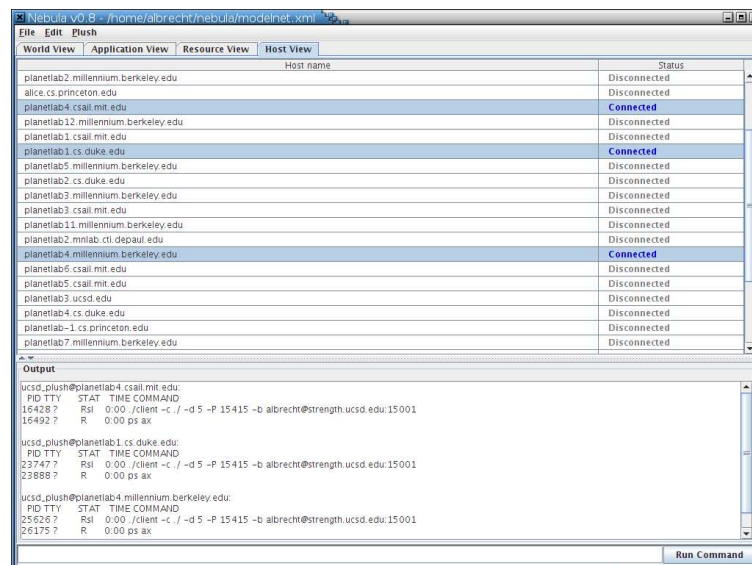 Nebula v0.8 - /home/albrecht/nebula/modelnet.xml
File Edit Plush
World View Application View Resource View Host View
Host name Status
planetlab2.millennium.berkeley.edu Disconnected
alice.cs.princeton.edu Disconnected
planetlab4.csail.mit.edu Connected
planetlab12.millennium.berkeley.edu Disconnected
planetlab1.csail.mit.edu Disconnected
planetlab1.cs.duke.edu Connected
planetlab5.millennium.berkeley.edu Disconnected
planetlab2.cs.duke.edu Disconnected
planetlab3.millennium.berkeley.edu Disconnected
planetlab3.csail.mit.edu Disconnected
planetlab11.millennium.berkeley.edu Disconnected
planetlab2.mnlab.cti.depaul.edu Disconnected
planetlab4.millennium.berkeley.edu Connected
planetlab6.csail.mit.edu Disconnected
planetlab5.csail.mit.edu Disconnected
planetlab3.ucsd.edu Disconnected
planetlab4.cs.duke.edu Disconnected
planetlab-1.cs.princeton.edu Disconnected
planetlab7.millennium.berkeley.edu Disconnected
Output
ucsd_plush@planetlab4.csail.mit.edu:
PID TTY STAT TIME COMMAND
16428 ? Rsl 0:00 ./client -c ./ -d 5 -P 15415 -b albrecht@strength.ucsd.edu:15001
16492 ? R 0:00 ps ax
ucsd_plush@planetlab1.cs.duke.edu:
PID TTY STAT TIME COMMAND
23747 ? Rsl 0:00 ./client -c ./ -d 5 -P 15415 -b albrecht@strength.ucsd.edu:15001
23888 ? R 0:00 ps ax
ucsd_plush@planetlab4.millennium.berkeley.edu:
PID TTY STAT TIME COMMAND
25626 ? Rsl 0:00 ./client -c ./ -d 5 -P 15415 -b albrecht@strength.ucsd.edu:15001
26175 ? R 0:00 ps ax
Run Command